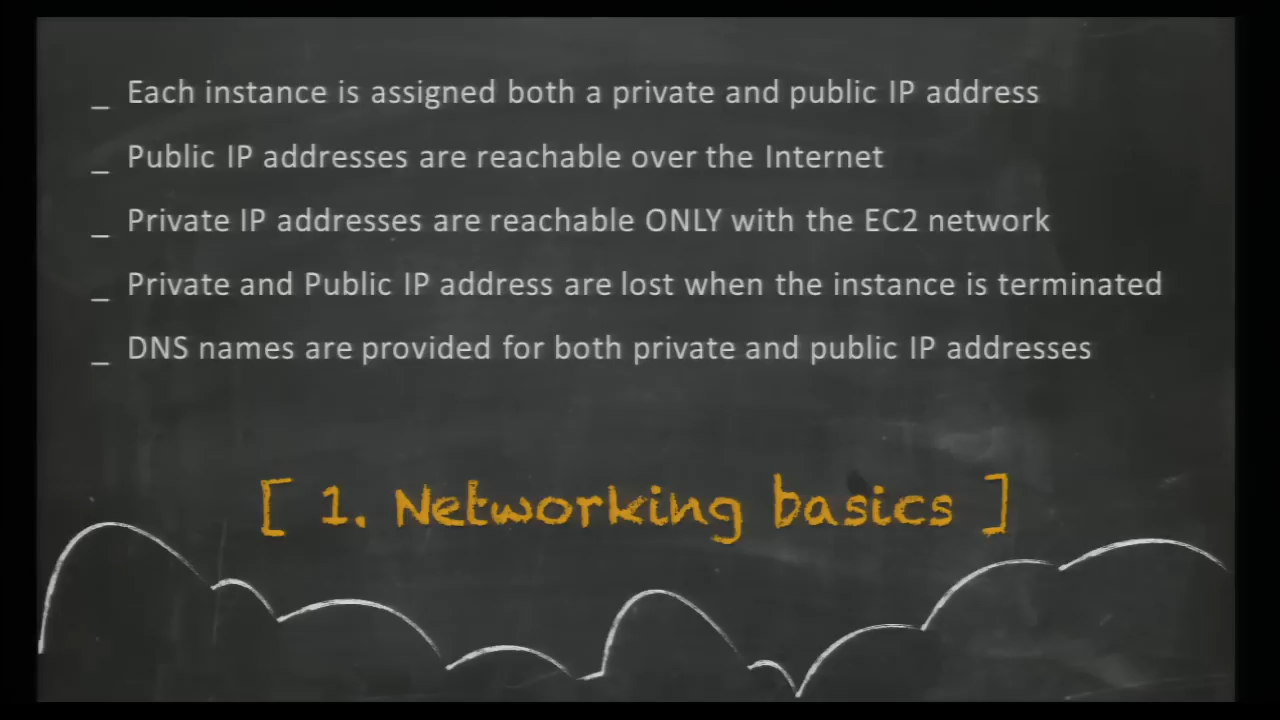 _ Each instance is assigned both a private and public IP address
_ Public IP addresses are reachable over the Internet
_ Private IP addresses are reachable ONLY with the EC2 network
_ Private and Public IP address are lost when the instance is terminated
_ DNS names are provided for both private and public IP addresses
[ 1. Networking basics ]